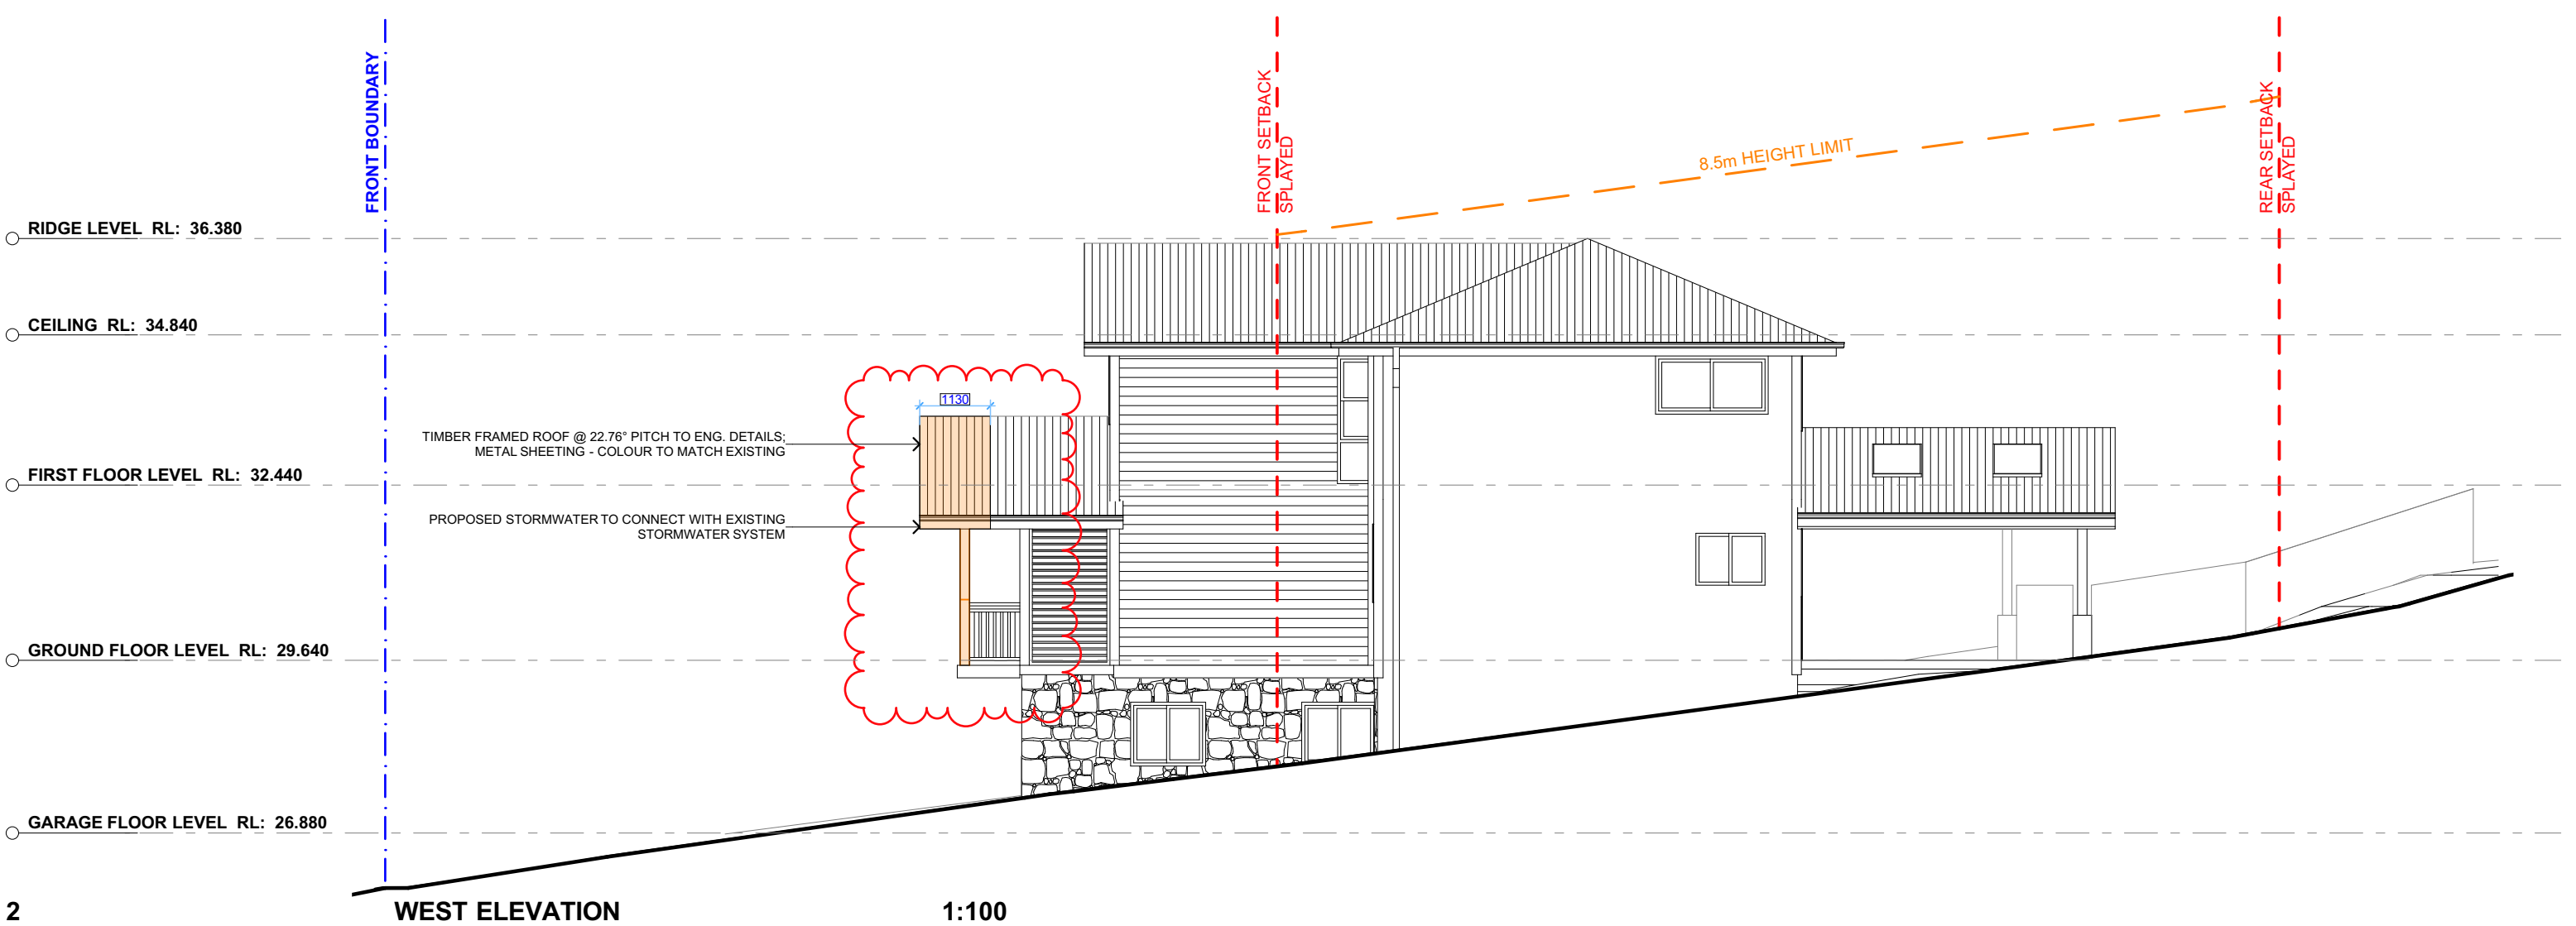 FRONT BOUNDARY
FRONT SETBACK
SPLAYED
REAR SETBACK
SPLAYED
8.5m HEIGHT LIMIT
RIDGE LEVEL RL: 36.380
CEILING RL: 34.840
1130
TIMBER FRAMED ROOF @ 22.76° PITCH TO ENG. DETAILS;
METAL SHEETING - COLOUR TO MATCH EXISTING
FIRST FLOOR LEVEL RL: 32.440
PROPOSED STORMWATER TO CONNECT WITH EXISTING
STORMWATER SYSTEM
GROUND FLOOR LEVEL RL: 29.640
GARAGE FLOOR LEVEL RL: 26.880
2 WEST ELEVATION 1:100